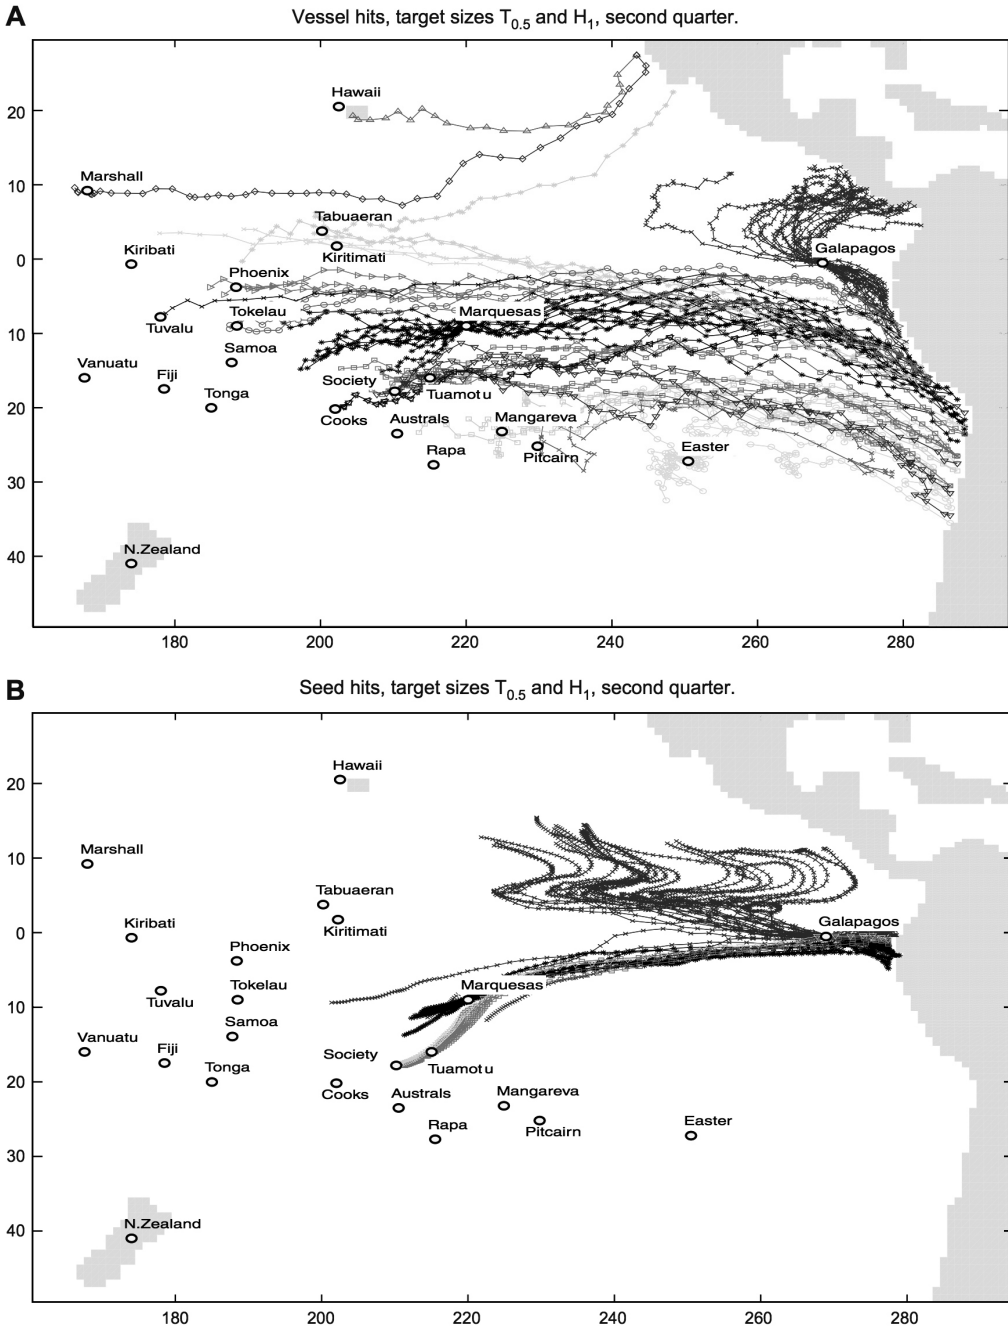 A
Vessel hits, target sizes T0.5 and H1, second quarter.
20
10
0
10
20
30
40
Hawaii
Marshall
Tabuaeran
Kiribati
Kiritimati
Galapagos
Phoenix
Tokelau
Marquesas
Tuvalu
Samoa
Vanuatu
Fiji
Society
Tonga
Tuamotu
Cooks
Australs
Mangareva
Rapa
Pitcairn
Easter
N.Zealand
180 200 220 240 260 280
B
Seed hits, target sizes T0.5 and H1, second quarter.
20
10
0
10
20
30
40
Hawaii
Marshall
Tabuaeran
Kiribati
Kiritimati
Galapagos
Phoenix
Tokelau
Marquesas
Tuvalu
Samoa
Vanuatu
Fiji
Society
Tonga
Tuamotu
Cooks
Australs
Mangareva
Rapa
Pitcairn
Easter
N.Zealand
180 200 220 240 260 280